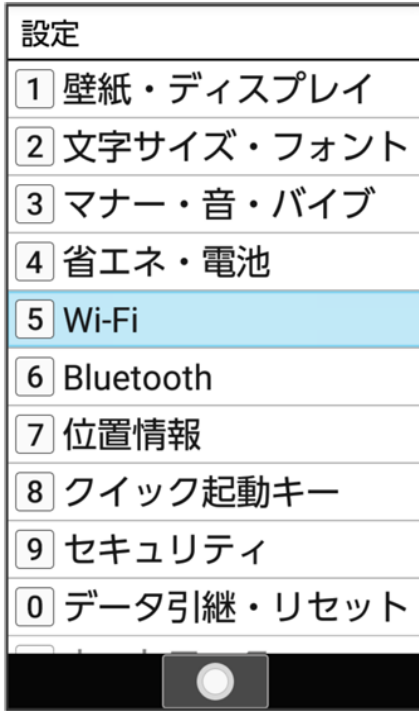 設定
1 壁紙・ディスプレイ
2 文字サイズ・フォント
3 マナー・音・バイブ
4 省エネ・電池
5 Wi-Fi
6 Bluetooth
7 位置情報
8 クイック起動キー
9 セキュリティ
0 データ引継・リセット